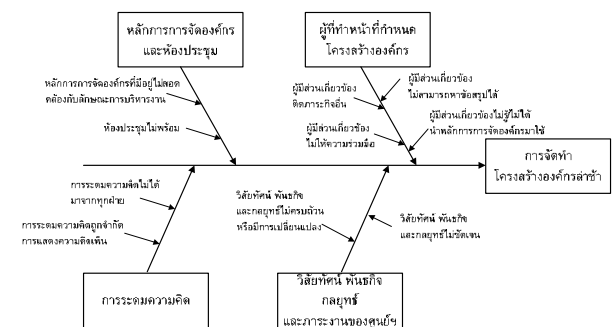 หลักการการจัดองค์กร
และห้องประชุม
ผู้ที่ทำหน้าที่กำหนด
โครงสร้างองค์กร
หลักการการจัดองค์กรที่มีอยู่ไม่สอด
คล้องกับลักษณะการบริหารงาน
ห้องประชุมไม่พร้อม
ผู้มีส่วนเกี่ยวข้อง
ติดภาระกิจอื่น
ผู้มีส่วนเกี่ยวข้อง
ไม่สามารถหาข้อสรุปได้
ผู้มีส่วนเกี่ยวข้อง
ไม่ให้ความร่วมมือ
ผู้มีส่วนเกี่ยวข้องไม่รู้/ไม่ได้
นำหลักการการจัดองค์กรมาใช้
การจัดทำ
โครงสร้างองค์กรล่าช้า
การระดมความคิดไม่ได้
มาจากทุกฝ่าย
การระดมความคิดถูกจำกัด
การแสดงความคิดเห็น
วิสัยทัศน์ พันธกิจ
และกลยุทธ์ไม่ครบถ้วน
หรือมีการเปลี่ยนแปลง
วิสัยทัศน์ พันธกิจ
และกลยุทธ์ไม่ชัดเจน
การระดมความคิด
วิสัยทัศน์ พันธกิจ
กลยุทธ์
และภาระงานของศูนย์ฯ